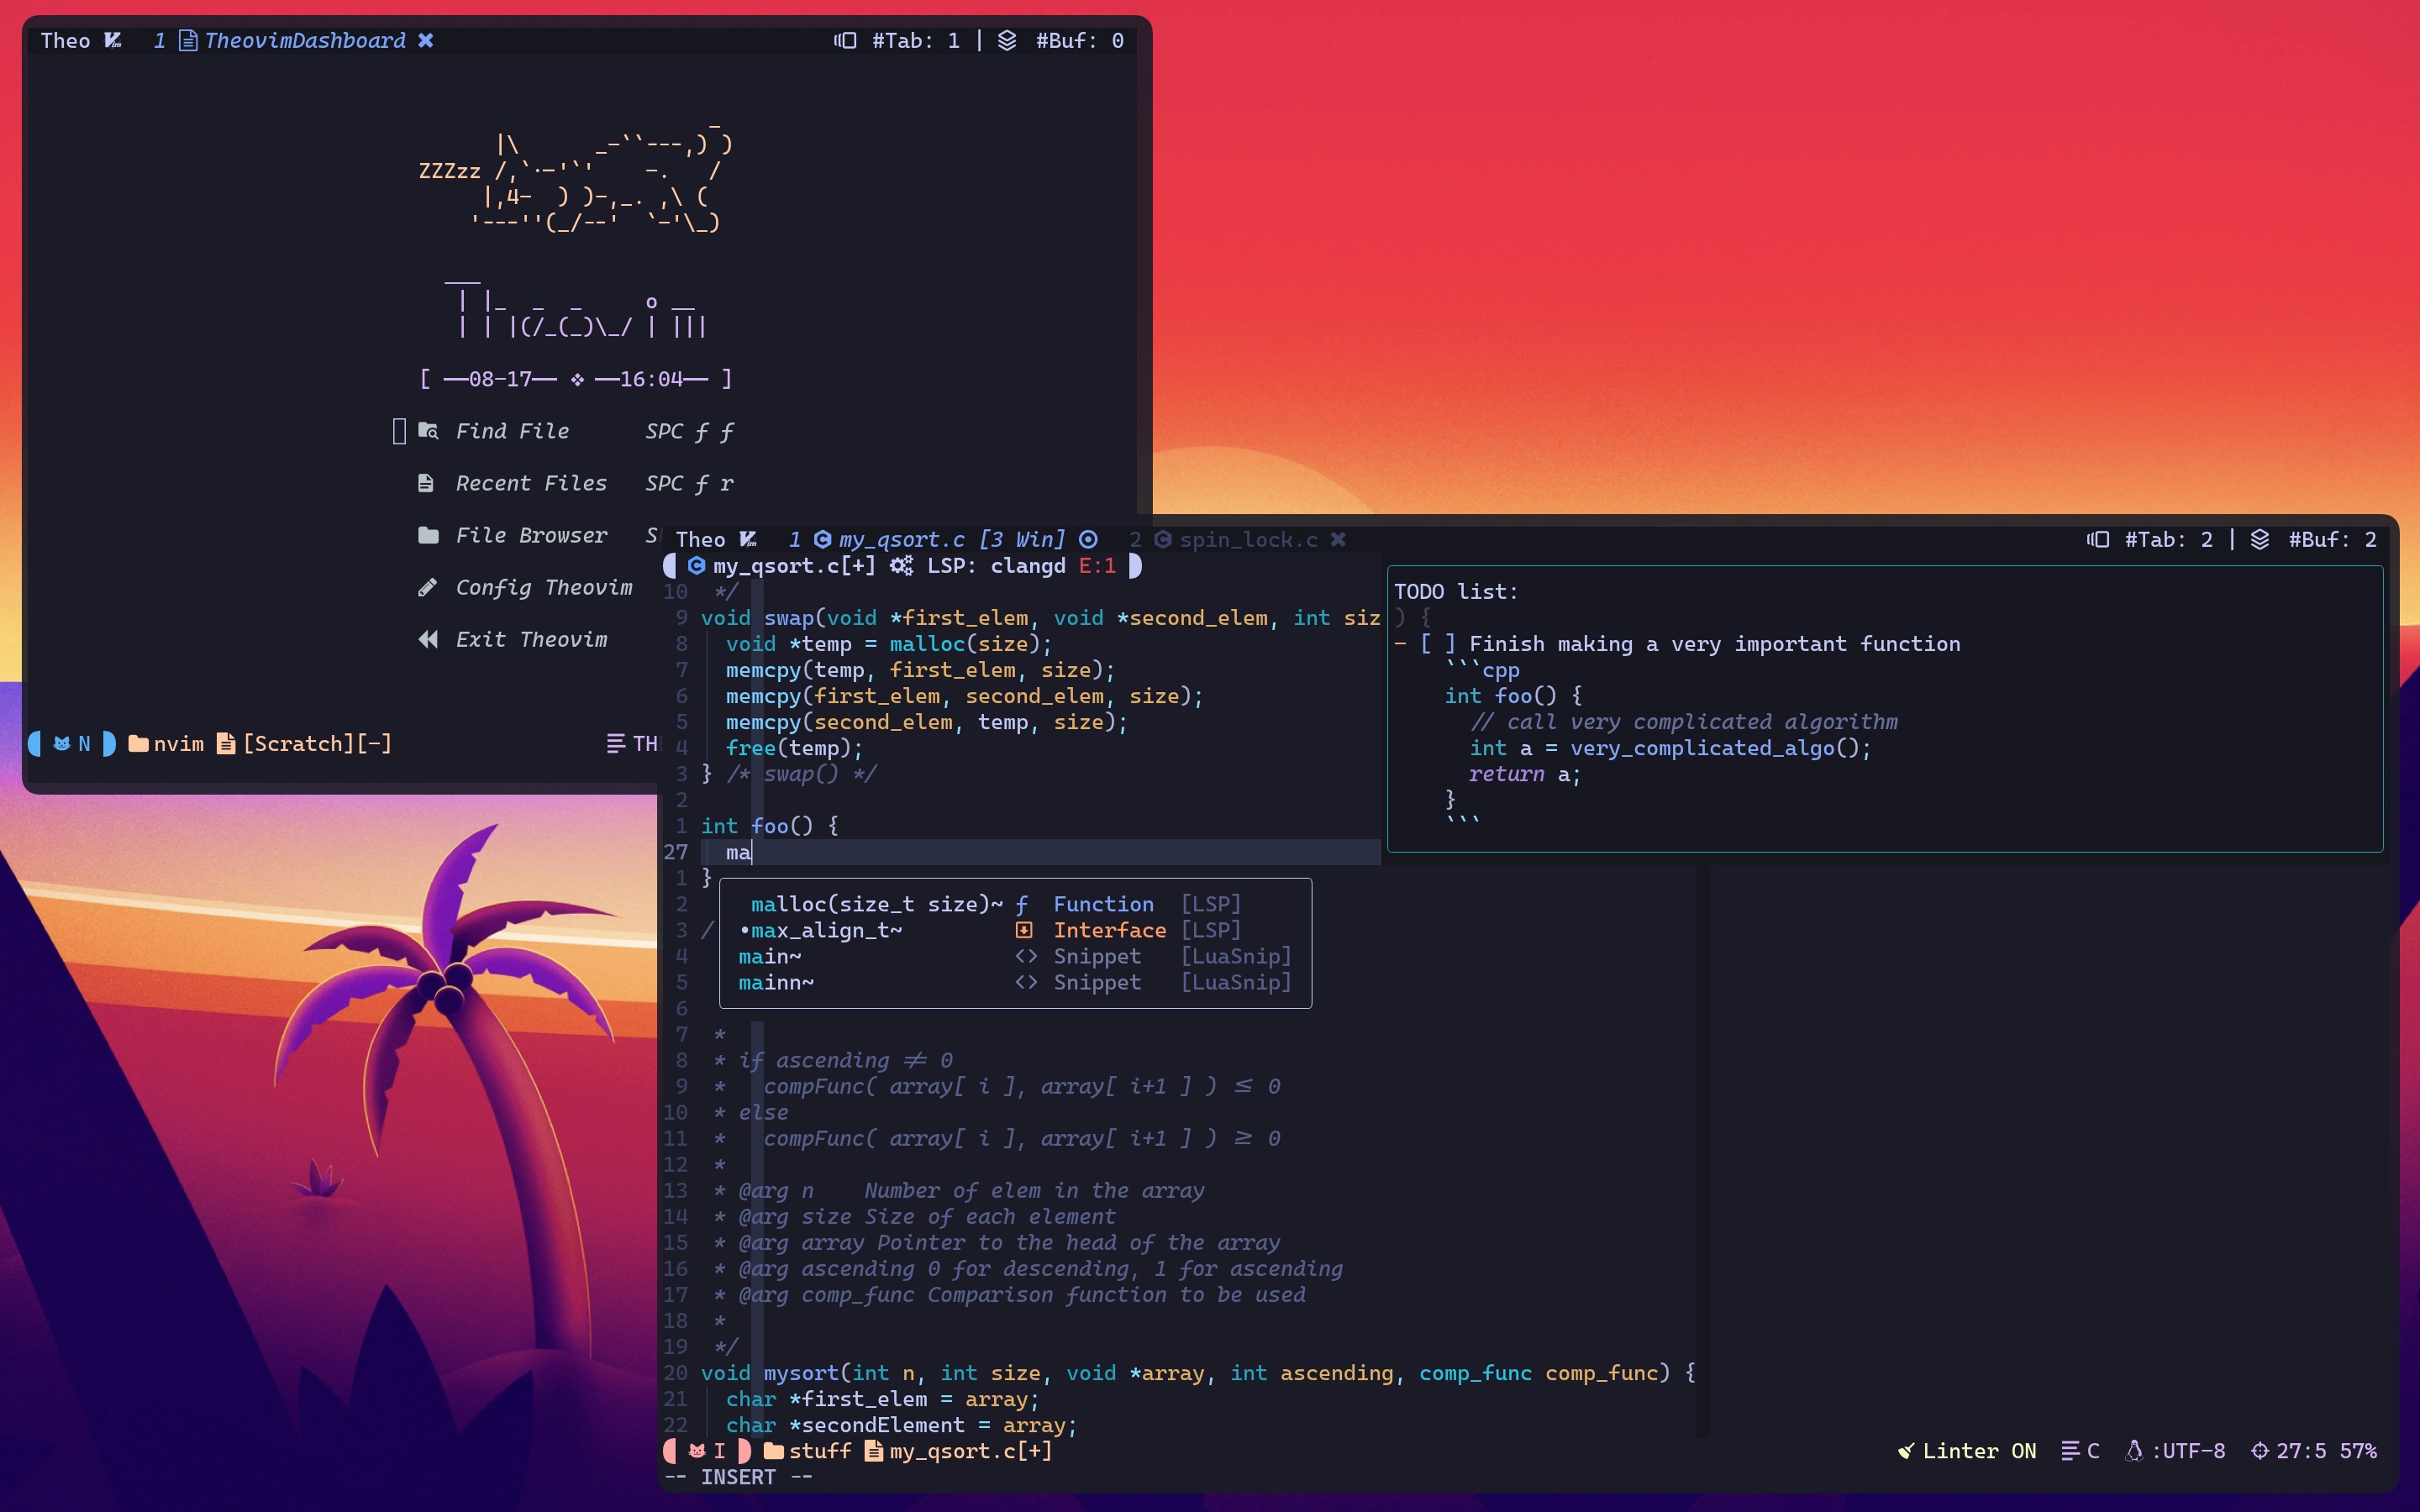 Theo 1 TheovimDashboard #Tab: 1 | #Buf: 0
_
|\ _-``---,) )
ZZZzz /,`.-'`' -. /
|,4- ) )-,_. ,\ (
'---''(_/--' `-'\_)
___
| |_ _ _ o __
| | |(/_(_)\_/ | |||
[ ——08-17—— ❖ ——16:04—— ]
Find File SPC f f
Recent Files SPC f r
File Browser S
Config Theovim
Exit Theovim
N nvim [Scratch][-] TH
Theo 1 my_qsort.c [3 Win] 2 spin_lock.c #Tab: 2 | #Buf: 2
my_qsort.c[+] LSP: clangd E:1
10 */
9 void swap(void *first_elem, void *second_elem, int siz
8 void *temp = malloc(size);
7 memcpy(temp, first_elem, size);
6 memcpy(first_elem, second_elem, size);
5 memcpy(second_elem, temp, size);
4 free(temp);
3 } /* swap() */
2
1 int foo() {
27 ma
1 }
2
3 /
4
5
6
malloc(size_t size)~ ƒ Function [LSP]
•max_align_t~ Interface [LSP]
main~ <> Snippet [LuaSnip]
mainn~ <> Snippet [LuaSnip]
7 *
8 * if ascending ≠ 0
9 * compFunc( array[ i ], array[ i+1 ] ) ≤ 0
10 * else
11 * compFunc( array[ i ], array[ i+1 ] ) ≥ 0
12 *
13 * @arg n Number of elem in the array
14 * @arg size Size of each element
15 * @arg array Pointer to the head of the array
16 * @arg ascending 0 for descending, 1 for ascending
17 * @arg comp_func Comparison function to be used
18 *
19 */
20 void mysort(int n, int size, void *array, int ascending, comp_func comp_func) {
21 char *first_elem = array;
22 char *secondElement = array;
TODO list:
) {
- [ ] Finish making a very important function
```cpp
int foo() {
// call very complicated algorithm
int a = very_complicated_algo();
return a;
}
```
I stuff my_qsort.c[+] Linter ON C :UTF-8 27:5 57%
-- INSERT --